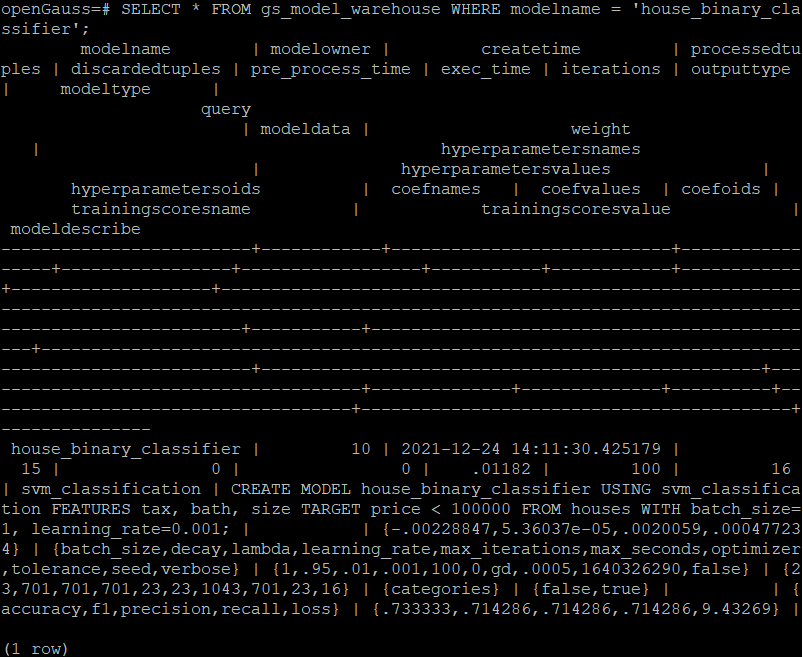 openGauss=# SELECT * FROM gs_model_warehouse WHERE modelname = 'house_binary_cla
ssifier';
        modelname        | modelowner |         createtime         | processedtu
ples | discardedtuples | pre_process_time | exec_time | iterations | outputtype
|     modeltype      |
                    query
                        | modeldata |                    weight
   |                                        hyperparametersnames
                         |              hyperparametersvalues               |
       hyperparametersoids          |  coefnames   |  coefvalues  | coefoids |
       trainingscoresname          |            trainingscoresvalue            |
 modeldescribe
-------------------------+------------+----------------------------+------------
-----+-----------------+------------------+-----------+------------+------------
+--------------------+----------------------------------------------------------
--------------------------------------------------------------------------------
------------------------+-----------+-------------------------------------------
---+----------------------------------------------------------------------------
-------------------------+--------------------------------------------------+---
------------------------------------+--------------+--------------+----------+--
-----------------------------------+-------------------------------------------+
---------------
 house_binary_classifier |         10 | 2021-12-24 14:11:30.425179 |
  15 |               0 |                0 |    .01182 |        100 |         16
| svm_classification | CREATE MODEL house_binary_classifier USING svm_classifica
tion FEATURES tax, bath, size TARGET price < 100000 FROM houses WITH batch_size=
1, learning_rate=0.001; |           | {-.00228847,5.36037e-05,.0020059,.00047723
4} | {batch_size,decay,lambda,learning_rate,max_iterations,max_seconds,optimizer
,tolerance,seed,verbose} | {1,.95,.01,.001,100,0,gd,.0005,1640326290,false} | {2
3,701,701,701,23,23,1043,701,23,16} | {categories} | {false,true} |          | {
accuracy,f1,precision,recall,loss} | {.733333,.714286,.714286,.714286,9.43269} |
(1 row)